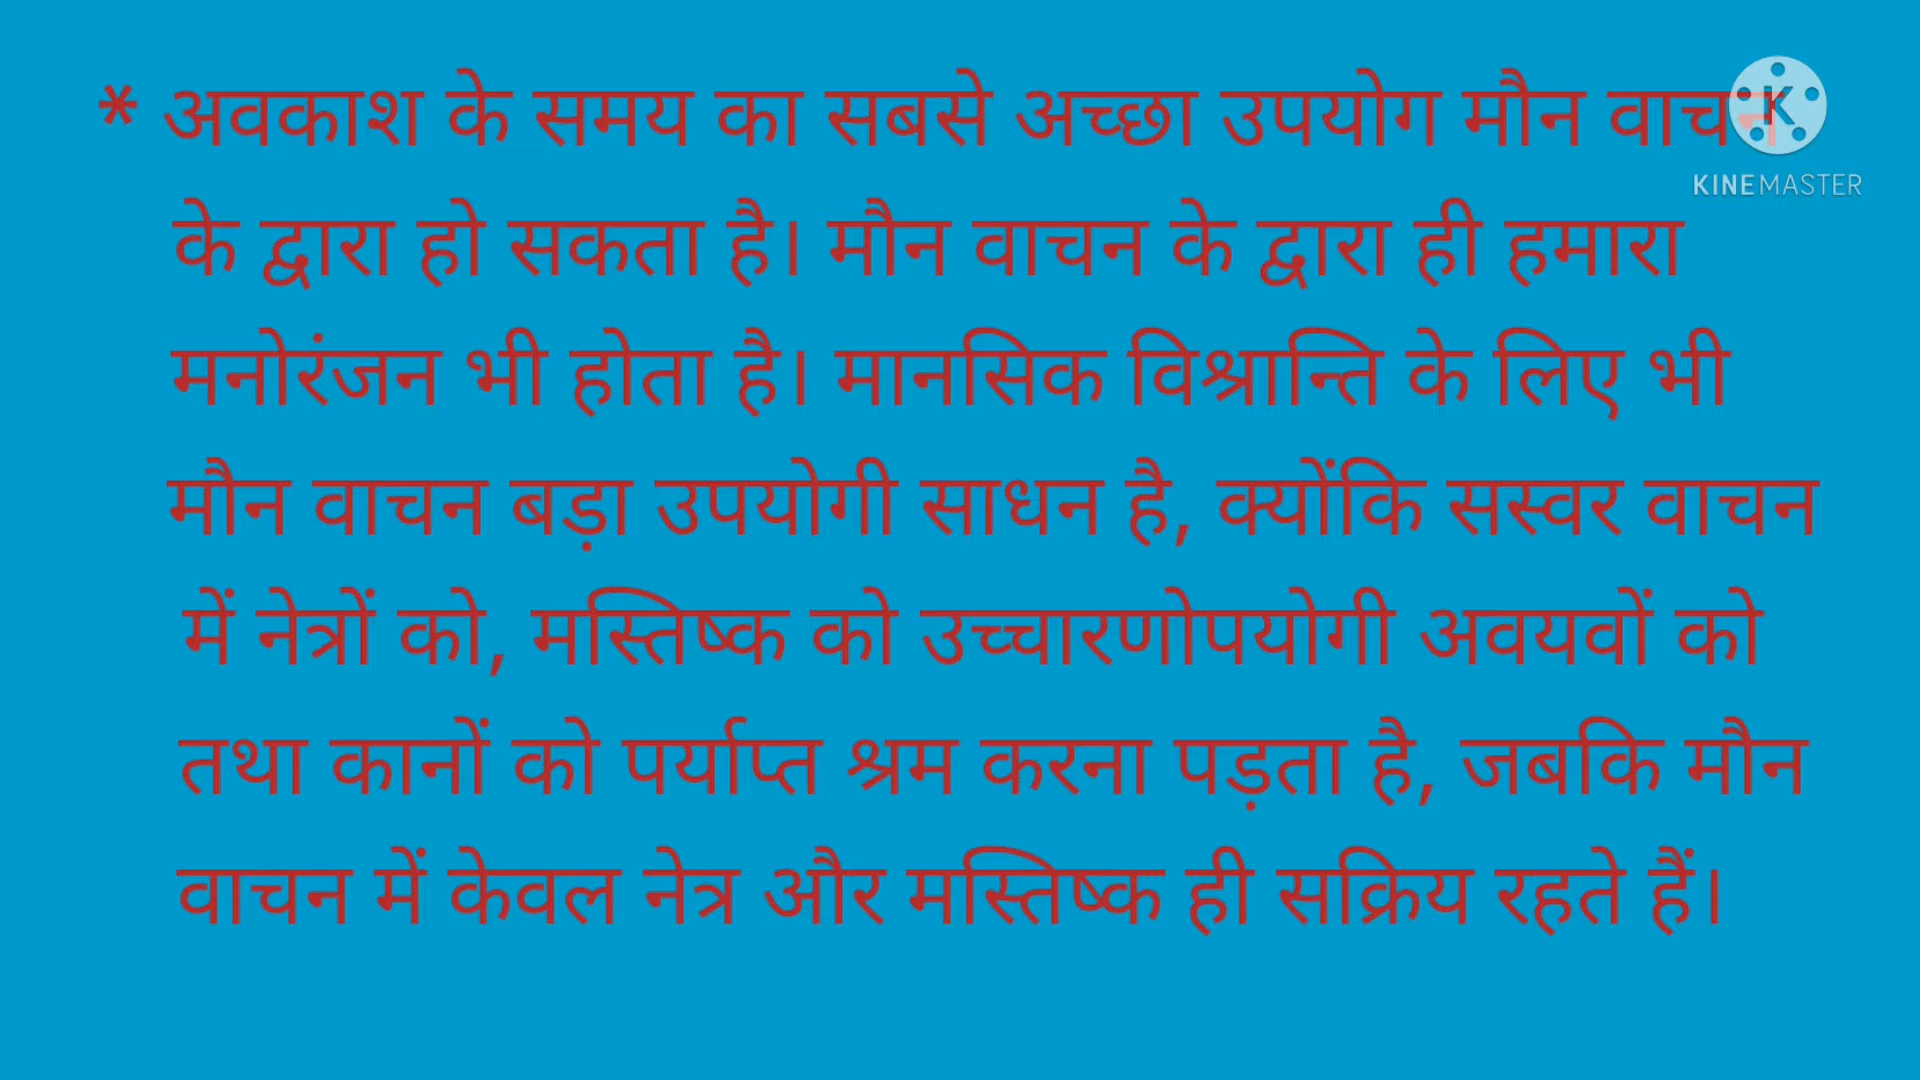 * अवकाश के समय का सबसे अच्छा उपयोग मौन वाचन
के द्वारा हो सकता है। मौन वाचन के द्वारा ही हमारा
मनोरंजन भी होता है। मानसिक विश्रान्ति के लिए भी
मौन वाचन बड़ा उपयोगी साधन है, क्योंकि सस्वर वाचन
में नेत्रों को, मस्तिष्क को उच्चारणोपयोगी अवयवों को
तथा कानों को पर्याप्त श्रम करना पड़ता है, जबकि मौन
वाचन में केवल नेत्र और मस्तिष्क ही सक्रिय रहते हैं।
K
KINEMASTER